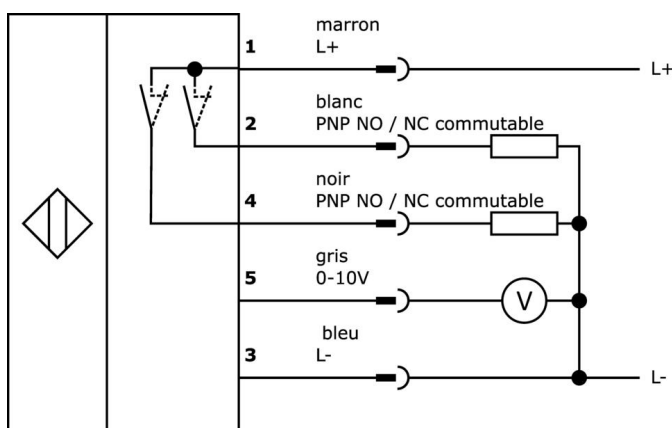 marron
1 L+
L+
blanc
2 PNP NO / NC commutable
noir
4 PNP NO / NC commutable
gris
5 0-10V
V
bleu
3 L-
L-